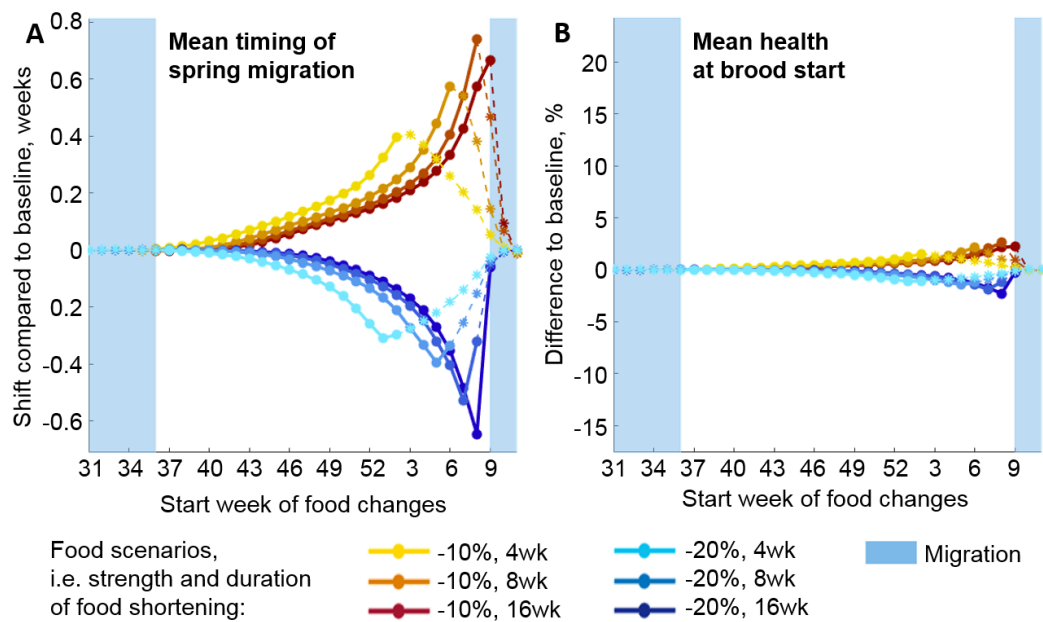 A
Mean timing of
spring migration
Shift compared to baseline, weeks
0.8
0.6
0.4
0.2
0
0.2
-0.4
-0.6
31 34 37 40 43 46 49 52 3 6 9
Start week of food changes
B
Mean health
at brood start
Difference to baseline, %
20
15
10
5
0
-5
-10
-15
31 34 37 40 43 46 49 52 3 6 9
Start week of food changes
Food scenarios,
i.e. strength and duration
of food shortening:
-10%, 4wk
-10%, 8wk
-10%, 16wk
-20%, 4wk
-20%, 8wk
-20%, 16wk
Migration